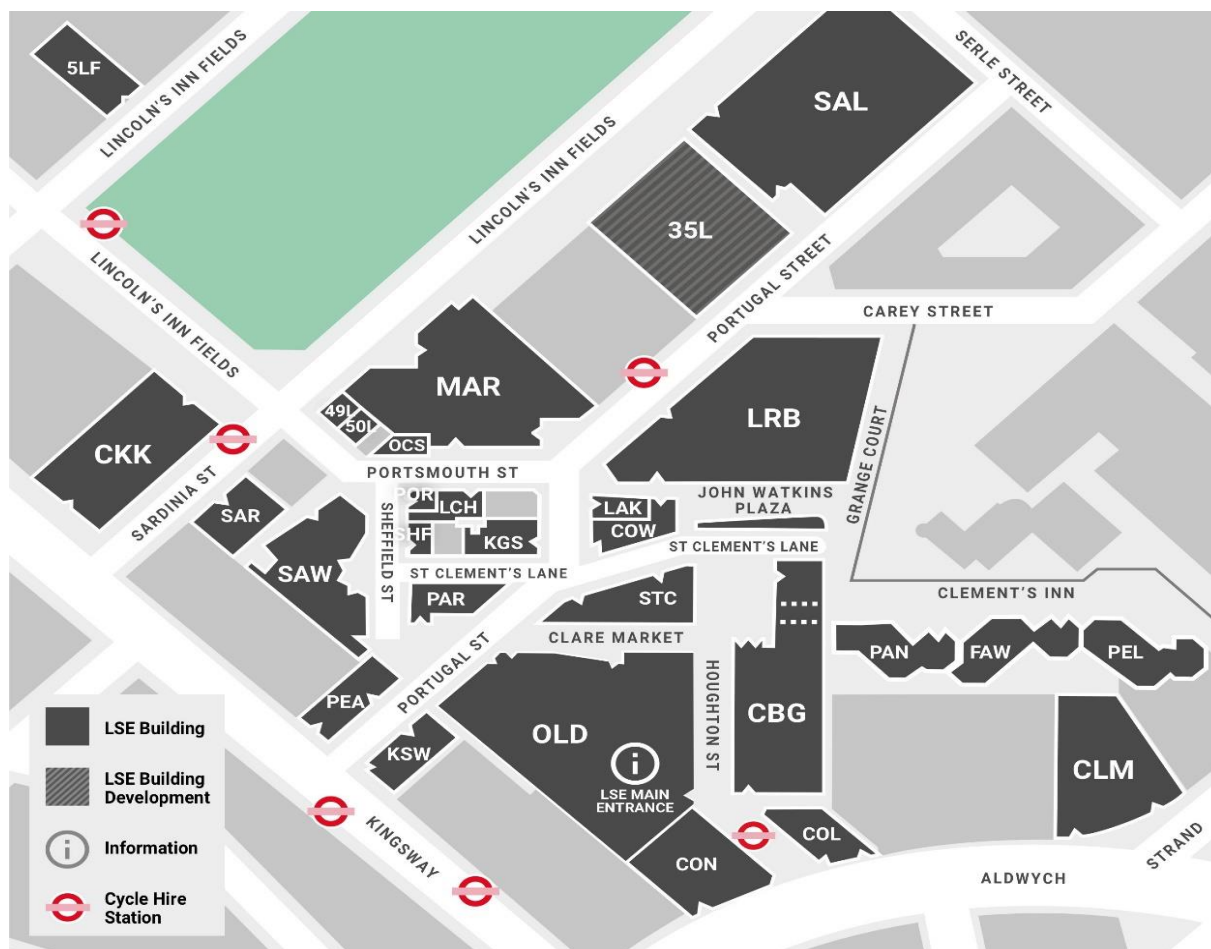 5LF
LINCOLN'S INN FIELDS
LINCOLN'S INN FIELDS
LINCOLN'S INN FIELDS
SERLE STREET
SAL
35L
PORTUGAL STREET
CAREY STREET
MAR
49L
50L
OCS
LRB
CKK
SARDINIA ST
SAR
SAW
PORTSMOUTH ST
SHEFFIELD ST
POR
LCH
SHF
KGS
LAK
COW
JOHN WATKINS
PLAZA
GRANGE COURT
ST CLEMENT'S LANE
ST CLEMENT'S LANE
PAR
STC
CLARE MARKET
CLEMENT'S INN
PAN
FAW
PEL
PEA
PORTUGAL ST
KSW
OLD
LSE MAIN
ENTRANCE
HOUGHTON ST
CBG
CLM
CON
COL
KINGSWAY
ALDWYCH
STRAND
LSE Building
LSE Building
Development
Information
Cycle Hire
Station